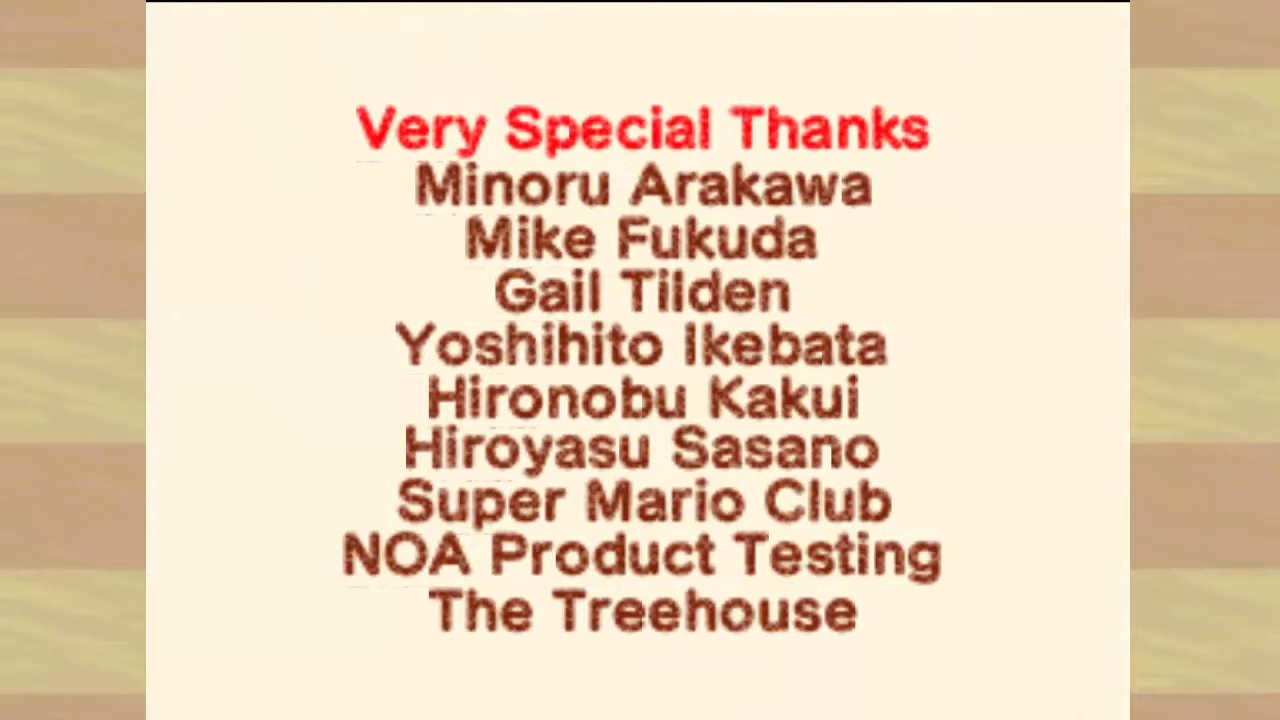 Very Special Thanks
Minoru Arakawa
Mike Fukuda
Gail Tilden
Yoshihito Ikebata
Hironobu Kakui
Hiroyasu Sasano
Super Mario Club
NOA Product Testing
The Treehouse